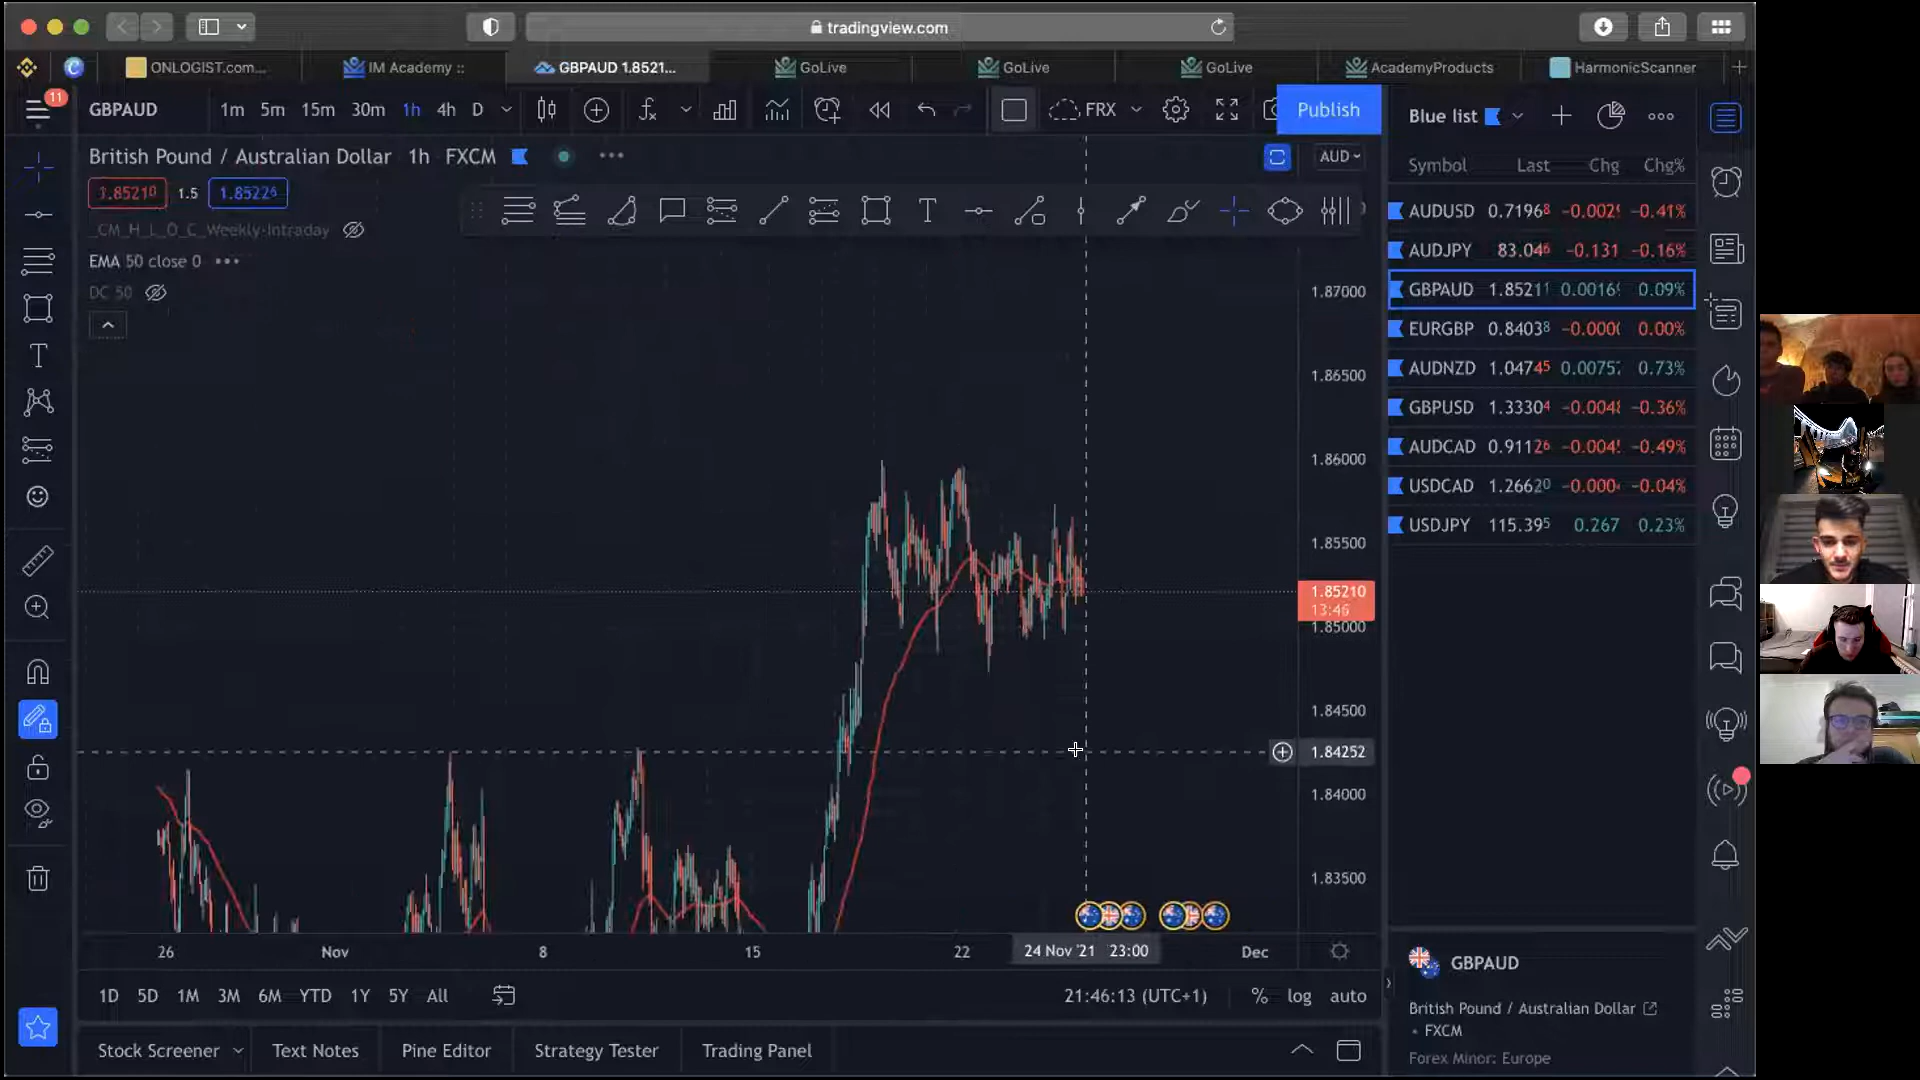 tradingview.com
ONLOGIST.com...
IM Academy ::
GBPAUD 1.8521...
GoLive
GoLive
GoLive
AcademyProducts
HarmonicScanner
11
GBPAUD 1m 5m 15m 30m 1h 4h D
FRX
Publish
British Pound / Australian Dollar 1h FXCM
AUD
1.85210 1.5 1.85226
_CM_H_L_O_C_Weekly-Intraday
EMA 50 close 0
DC 50
1.87000
1.86500
1.86000
1.85500
1.85210
13:46
1.85000
1.84500
1.84252
1.84000
1.83500
26 Nov 8 15 22 24 Nov '21 23:00 Dec
1D 5D 1M 3M 6M YTD 1Y 5Y All
21:46:13 (UTC+1) % log auto
Stock Screener Text Notes Pine Editor Strategy Tester Trading Panel
Blue list
Symbol Last Chg Chg%
AUDUSD 0.71968 -0.41%
AUDJPY 83.046 -0.131 -0.16%
GBPAUD 1.85211 0.09%
EURGBP 0.84038 0.00%
AUDNZD 1.04745 0.73%
GBPUSD 1.33304 -0.36%
AUDCAD 0.91126 -0.49%
USDCAD 1.26620 -0.04%
USDJPY 115.395 0.267 0.23%
GBPAUD
British Pound / Australian Dollar
• FXCM
Forex Minor: Europe